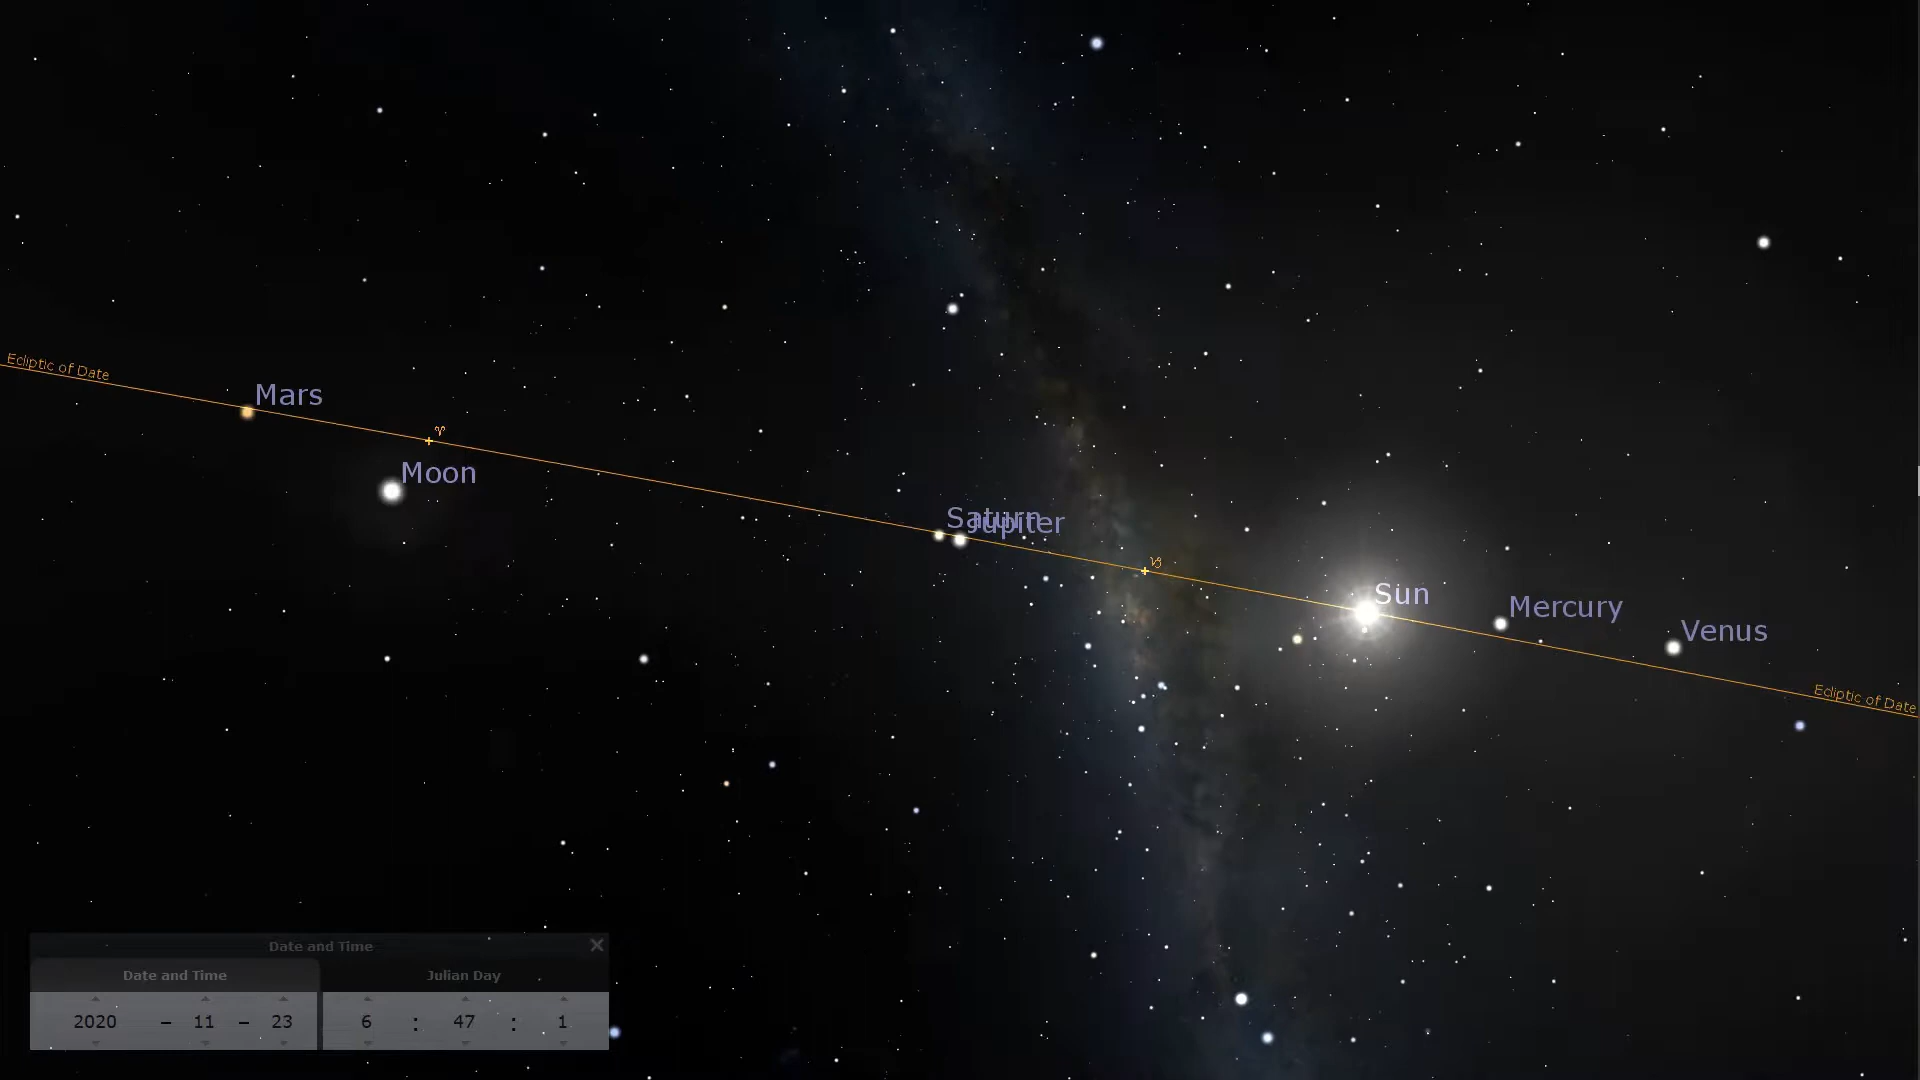 Ecliptic of Date
Mars
♈
Moon
Saturn
Jupiter
♑
Sun
Mercury
Venus
Ecliptic of Date
Date and Time
Date and Time
Julian Day
2020 – 11 – 23
6 : 47 : 1